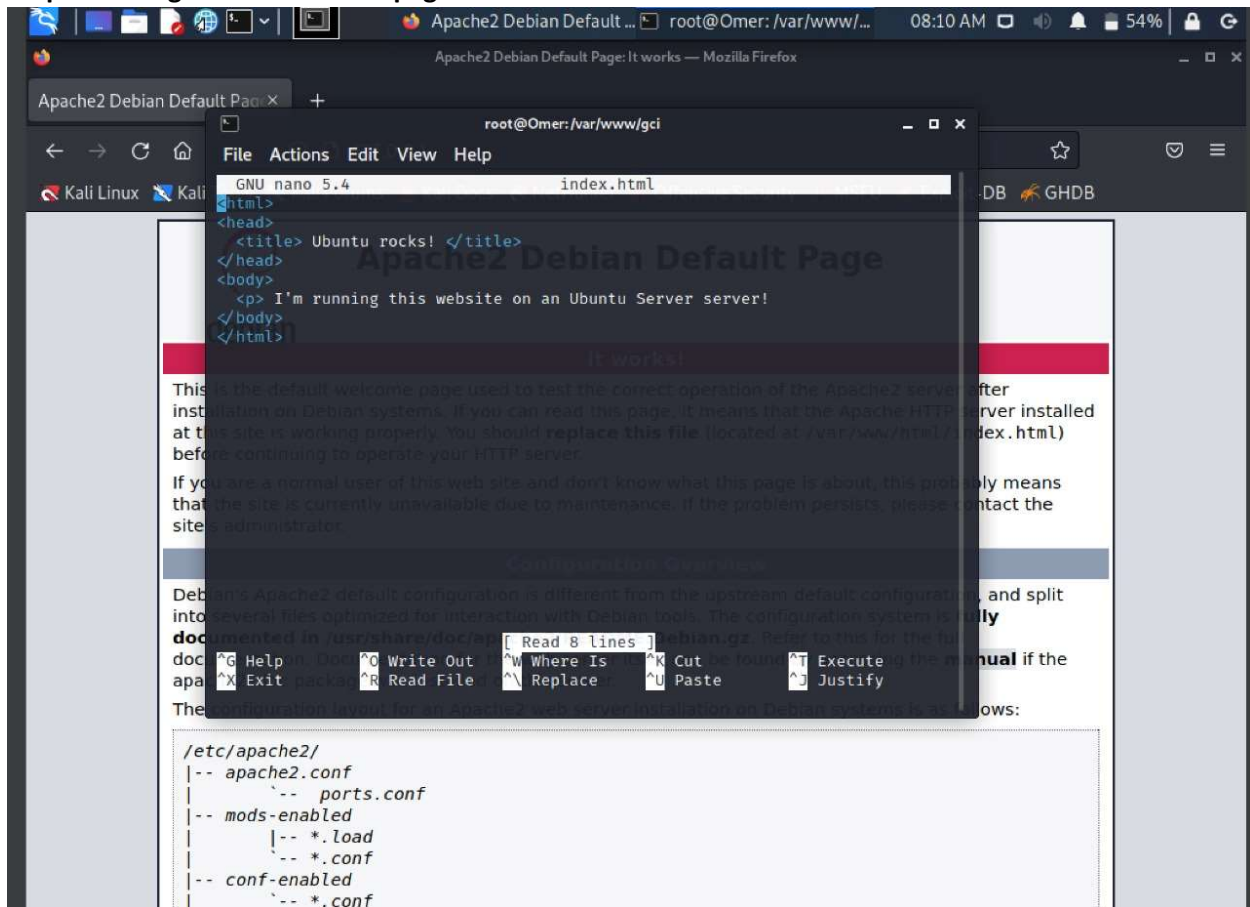 Apache2 Debian Default ... root@Omer: /var/www/... 08:10 AM 54%
Apache2 Debian Default Page: It works — Mozilla Firefox
Apache2 Debian Default Pag
root@Omer:/var/www/gci
File Actions Edit View Help
Kali Linux Kali -DB GHDB
GNU nano 5.4 index.html
<html>
<head>
<title> Ubuntu rocks! </title>
</head>
Apache2 Debian Default Page
<body>
<p> I'm running this website on an Ubuntu Server server!
</body>
</html>
It works!
This is the default welcome page used to test the correct operation of the Apache2 server after
installation on Debian systems. If you can read this page, it means that the Apache HTTP server installed
at this site is working properly. You should replace this file (located at /var/www/html/index.html)
before continuing to operate your HTTP server.
If you are a normal user of this web site and don't know what this page is about, this probably means
that the site is currently unavailable due to maintenance. If the problem persists, please contact the
site's administrator.
Configuration Overview
Debian's Apache2 default configuration is different from the upstream default configuration, and split
into several files optimized for interaction with Debian tools. The configuration system is fully
documented in /usr/share/doc/ap Debian.gz. Refer to this for the full
[ Read 8 lines ]
doc manual if the
^G Help ^O Write Out ^W Where Is ^K Cut ^T Execute
^X Exit ^R Read File ^\ Replace ^U Paste ^J Justify
apa
The configuration layout for an Apache2 web server installation on Debian systems is as follows:
/etc/apache2/
|-- apache2.conf
| `-- ports.conf
|-- mods-enabled
| |-- *.load
| `-- *.conf
|-- conf-enabled
| `-- *.conf